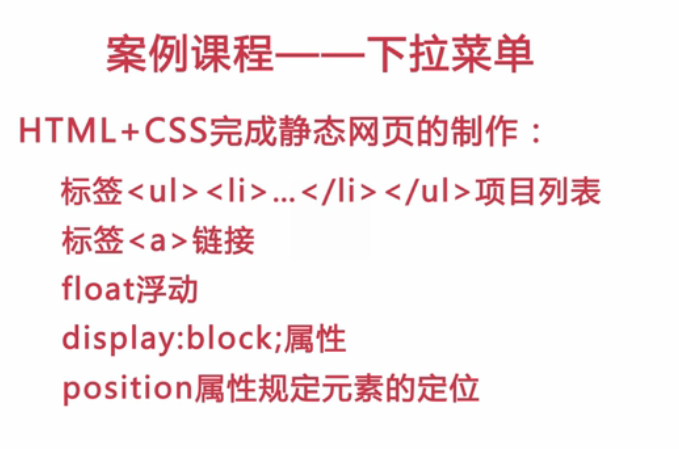 案例课程——下拉菜单
HTML+CSS完成静态网页的制作：
标签<ul><li>...</li></ul>项目列表
标签<a>链接
float浮动
display:block;属性
position属性规定元素的定位